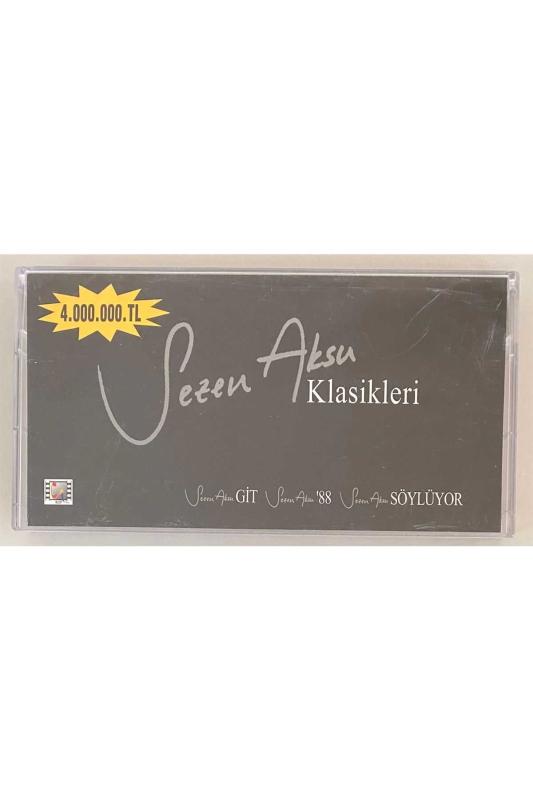 4.000.000.TL
Sezen Aksu
Klasikleri
Sezen Aksu GİT Sezen Aksu '88 Sezen Aksu SÖYLÜYOR